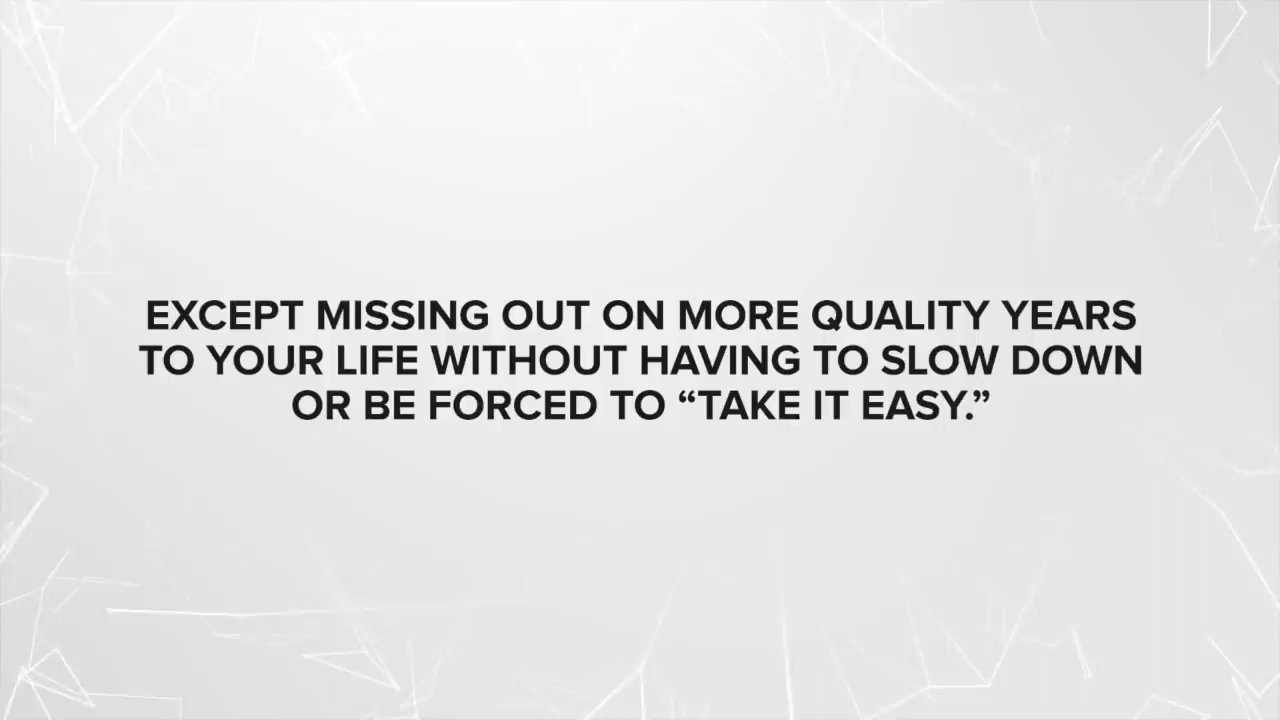 EXCEPT MISSING OUT ON MORE QUALITY YEARS
TO YOUR LIFE WITHOUT HAVING TO SLOW DOWN
OR BE FORCED TO “TAKE IT EASY.”